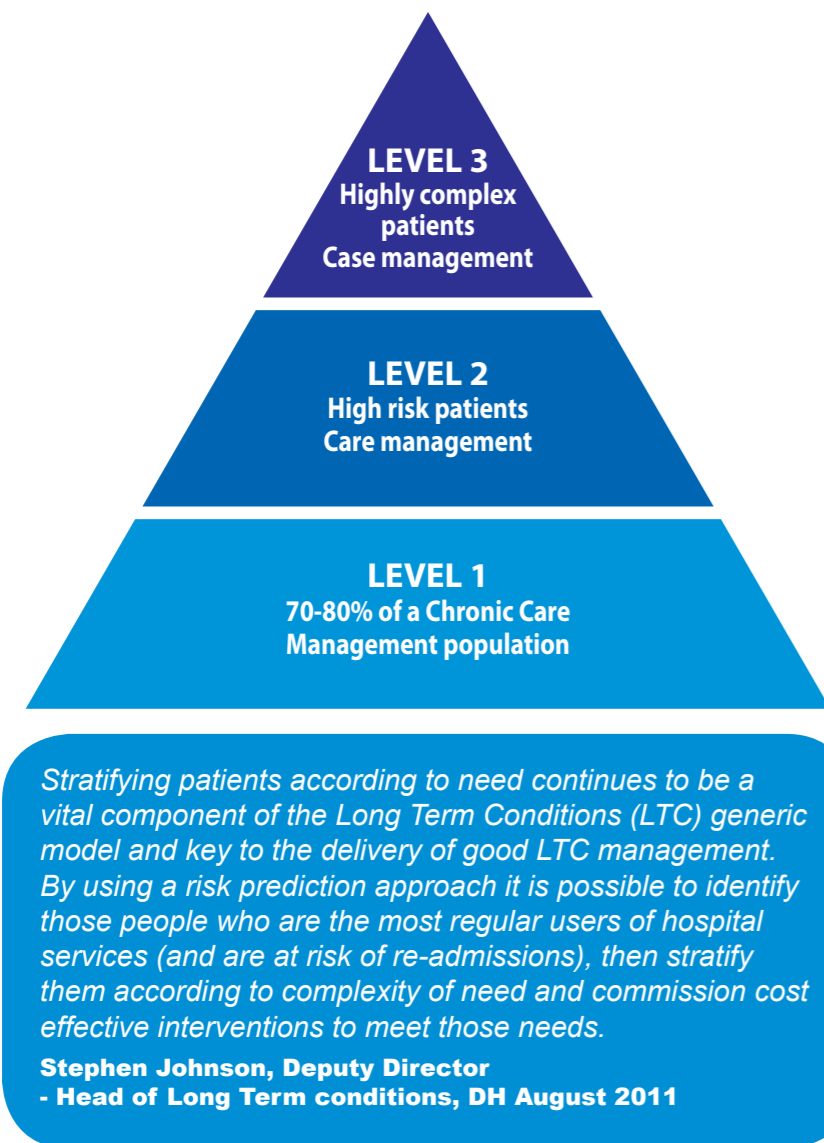 LEVEL 3
Highly complex
patients
Case management
LEVEL 2
High risk patients
Care management
LEVEL 1
70-80% of a Chronic Care
Management population
Stratifying patients according to need continues to be a
vital component of the Long Term Conditions (LTC) generic
model and key to the delivery of good LTC management.
By using a risk prediction approach it is possible to identify
those people who are the most regular users of hospital
services (and are at risk of re-admissions), then stratify
them according to complexity of need and commission cost
effective interventions to meet those needs.
Stephen Johnson, Deputy Director
- Head of Long Term conditions, DH August 2011